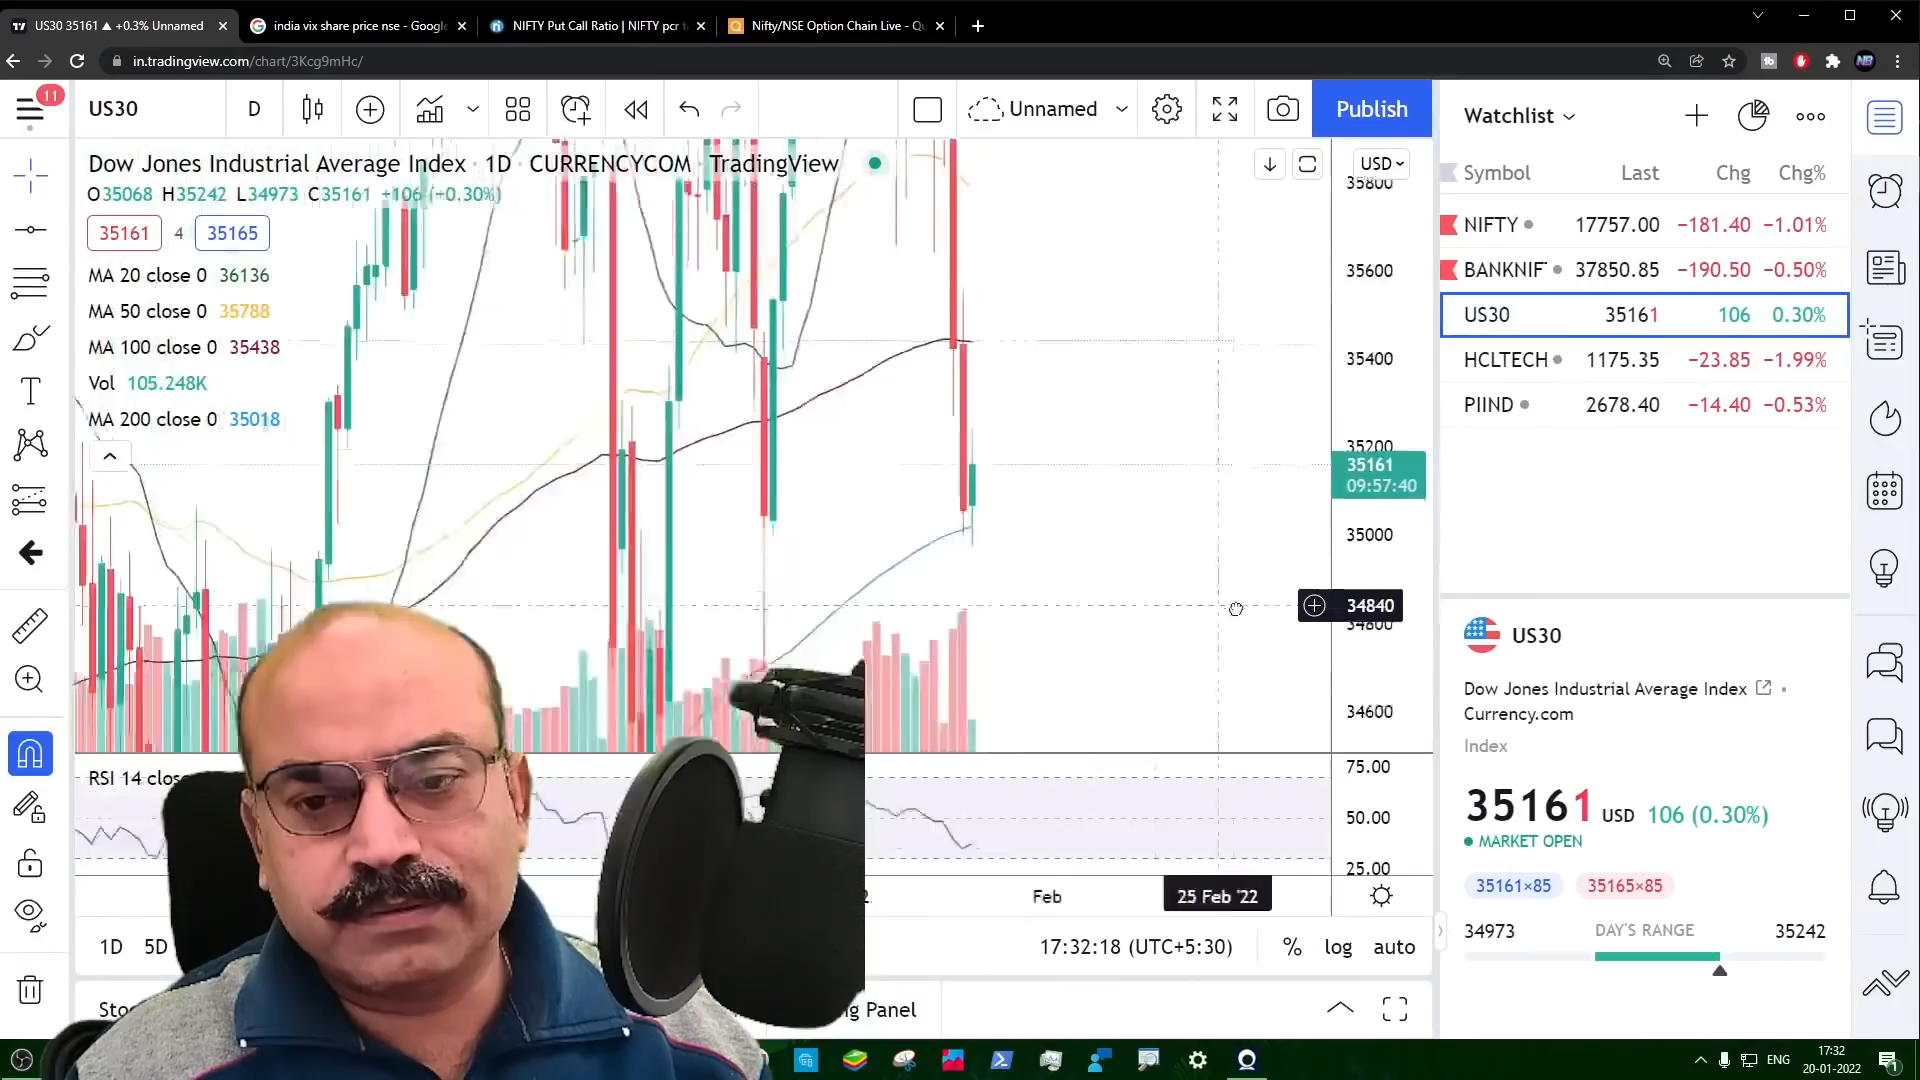 US30 35161 ▲ +0.3% Unnamed
india vix share price nse - Google
NIFTY Put Call Ratio | NIFTY pcr
Nifty/NSE Option Chain Live - Q
in.tradingview.com/chart/3Kcg9mHc/
11
US30
D
Unnamed
Publish
Dow Jones Industrial Average Index · 1D · CURRENCYCOM · TradingView
O35068 H35242 L34973 C35161 +106 (+0.30%)
35161 4 35165
MA 20 close 0 36136
MA 50 close 0 35788
MA 100 close 0 35438
Vol 105.248K
MA 200 close 0 35018
USD
35800
35600
35400
35200
35161
09:57:40
35000
34840
34800
34600
RSI 14 close
75.00
50.00
25.00
2.
Feb
25 Feb '22
1D 5D
17:32:18 (UTC+5:30) % log auto
Panel
Watchlist
Symbol Last Chg Chg%
NIFTY 17757.00 −181.40 −1.01%
BANKNIF 37850.85 −190.50 −0.50%
US30 35161 106 0.30%
HCLTECH 1175.35 −23.85 −1.99%
PIIND 2678.40 −14.40 −0.53%
US30
Dow Jones Industrial Average Index
Currency.com
Index
35161 USD 106 (0.30%)
MARKET OPEN
35161×85 35165×85
34973 DAY'S RANGE 35242
ENG
17:32
20-01-2022